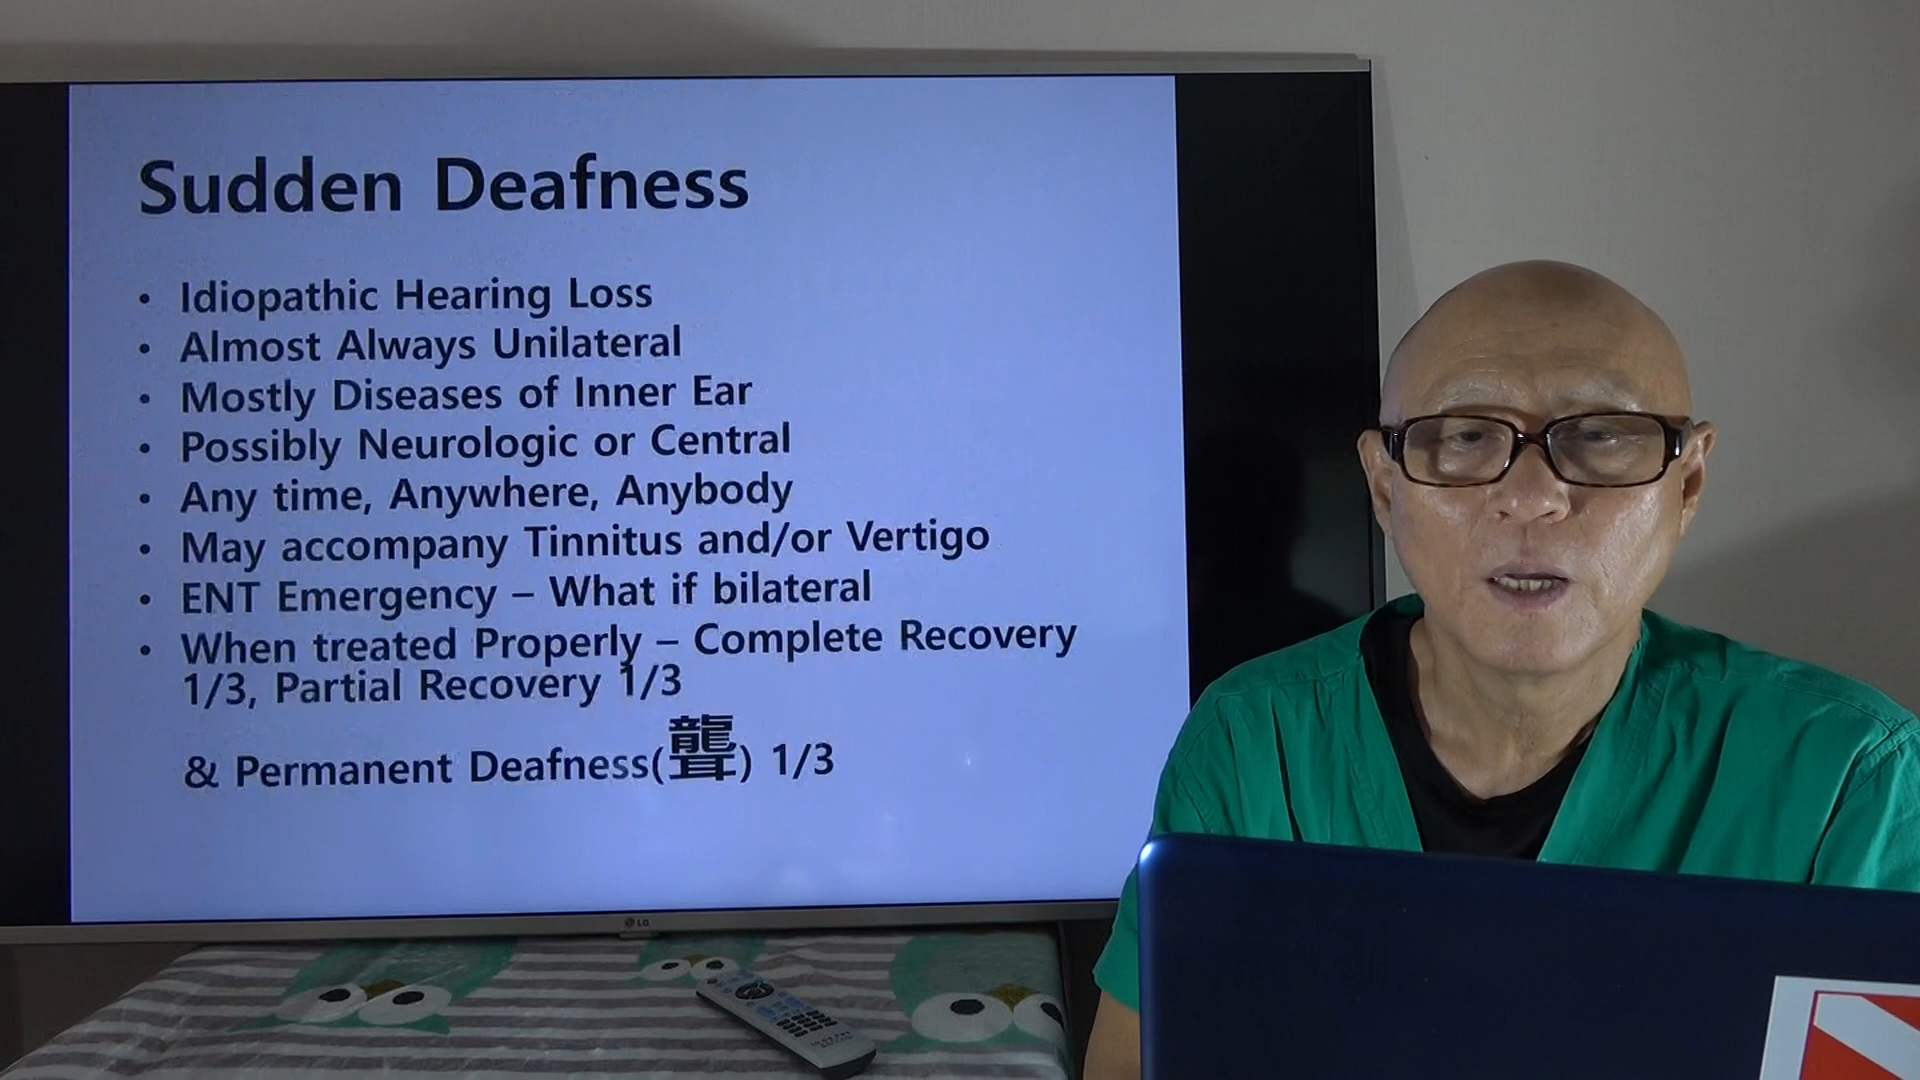 Sudden Deafness
• Idiopathic Hearing Loss
• Almost Always Unilateral
• Mostly Diseases of Inner Ear
• Possibly Neurologic or Central
• Any time, Anywhere, Anybody
• May accompany Tinnitus and/or Vertigo
• ENT Emergency – What if bilateral
• When treated Properly – Complete Recovery
1/3, Partial Recovery 1/3
& Permanent Deafness(聾) 1/3
LG